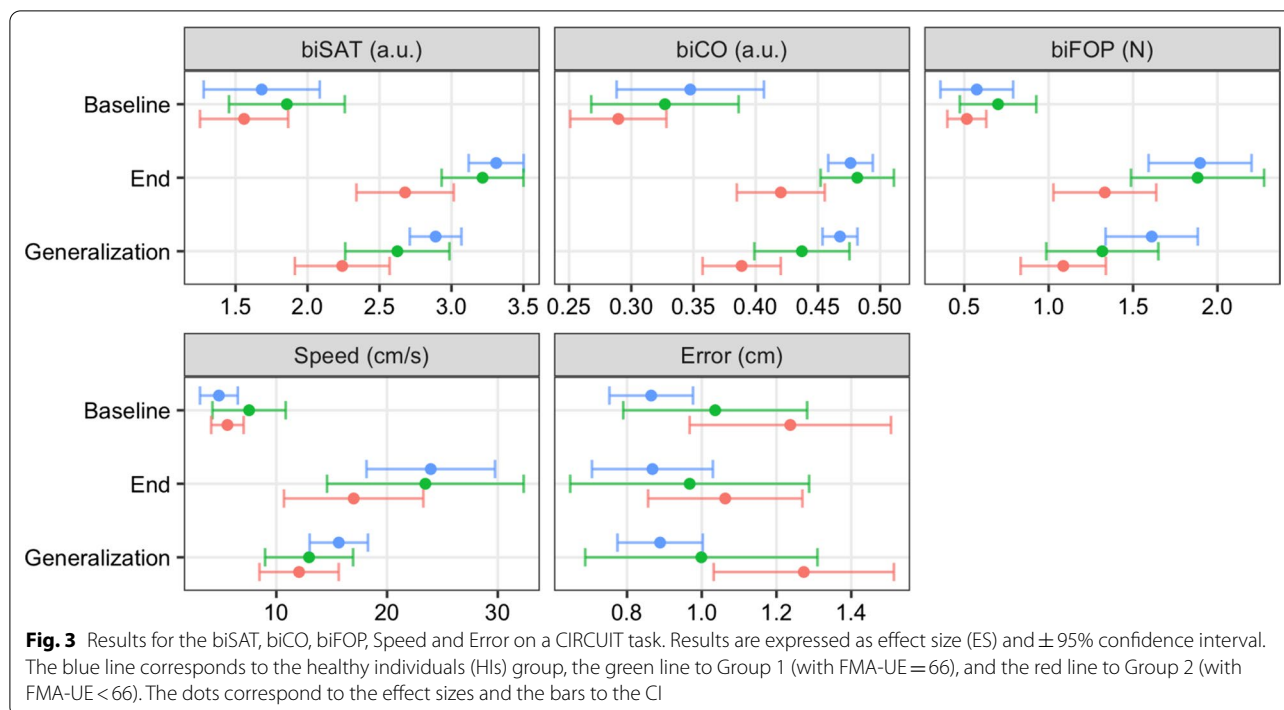 biSAT (a.u.)
biCO (a.u.)
biFOP (N)
Baseline
End
Generalization
1.5 2.0 2.5 3.0 3.5
0.25 0.30 0.35 0.40 0.45 0.50
0.5 1.0 1.5 2.0
Speed (cm/s)
Error (cm)
Baseline
End
Generalization
10 20 30
0.8 1.0 1.2 1.4
Fig. 3 Results for the biSAT, biCO, biFOP, Speed and Error on a CIRCUIT task. Results are expressed as effect size (ES) and ± 95% confidence interval.
The blue line corresponds to the healthy individuals (HIs) group, the green line to Group 1 (with FMA-UE = 66), and the red line to Group 2 (with
FMA-UE < 66). The dots correspond to the effect sizes and the bars to the CI